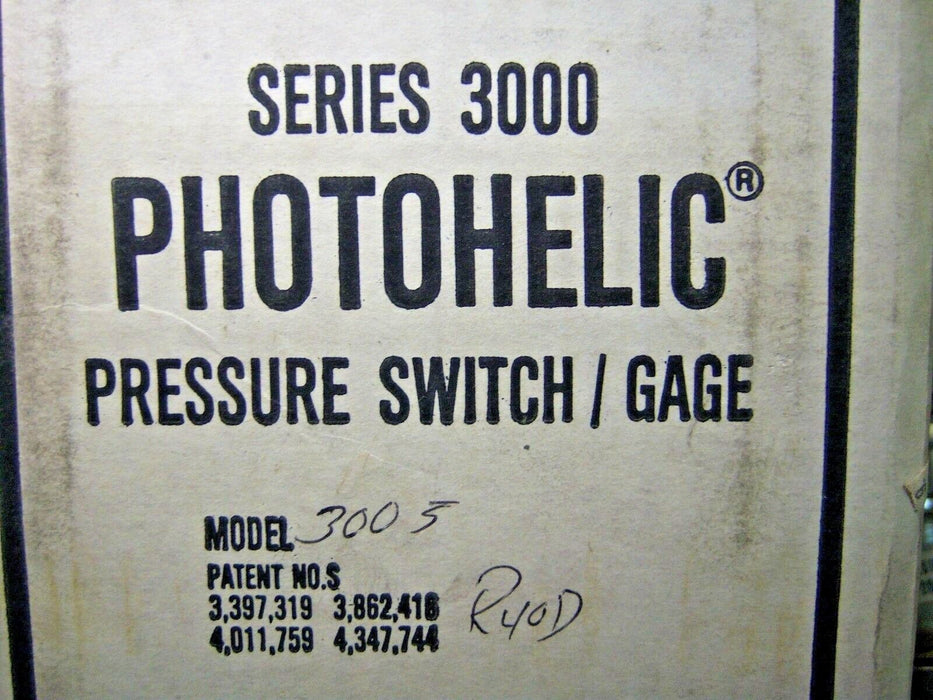 SERIES 3000
PHOTOHELIC®
PRESSURE SWITCH / GAGE
MODEL 3005
PATENT NO.S
3,397,319 3,862,416
4,011,759 4,347,744
R40D